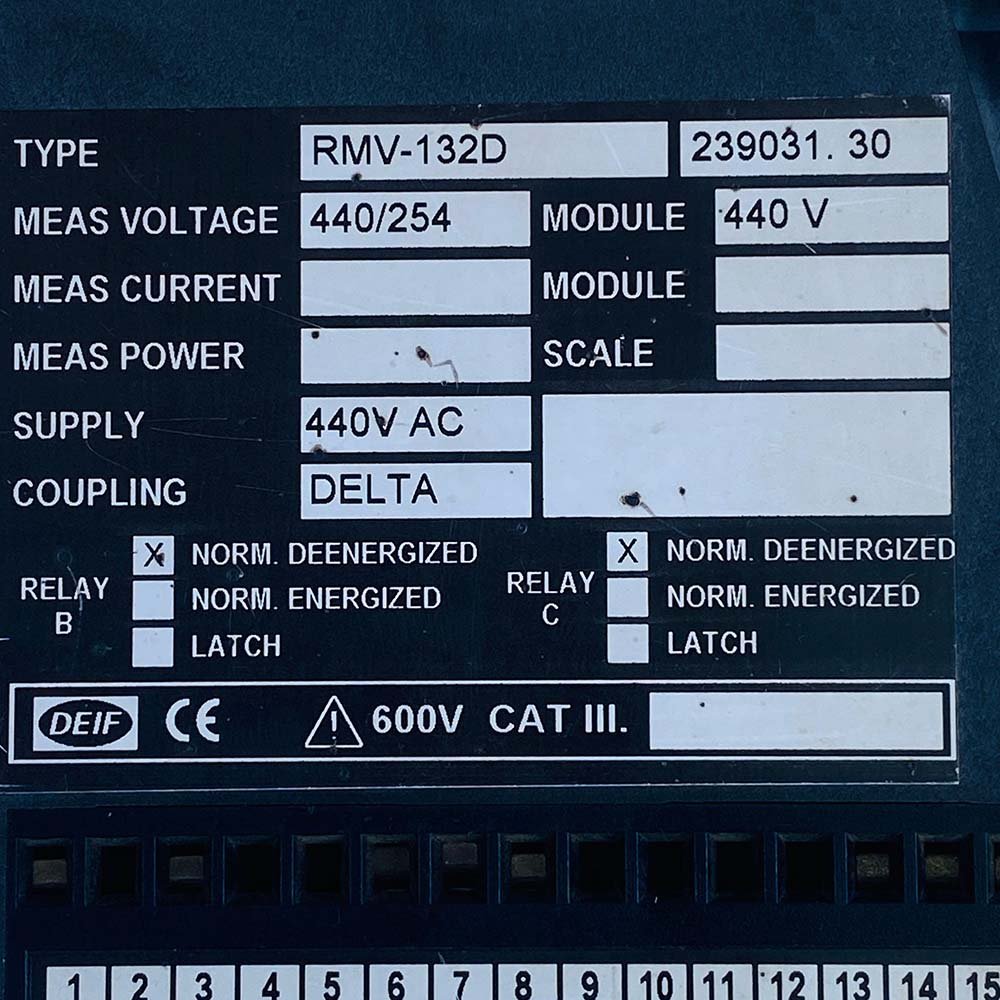 TYPE RMV-132D 239031. 30
MEAS VOLTAGE 440/254 MODULE 440 V
MEAS CURRENT MODULE
MEAS POWER SCALE
SUPPLY 440V AC
COUPLING DELTA
RELAY B
X NORM. DEENERGIZED
NORM. ENERGIZED
LATCH
RELAY C
X NORM. DEENERGIZED
NORM. ENERGIZED
LATCH
DEIF CE 600V CAT III.
1 2 3 4 5 6 7 8 9 10 11 12 13 14 15